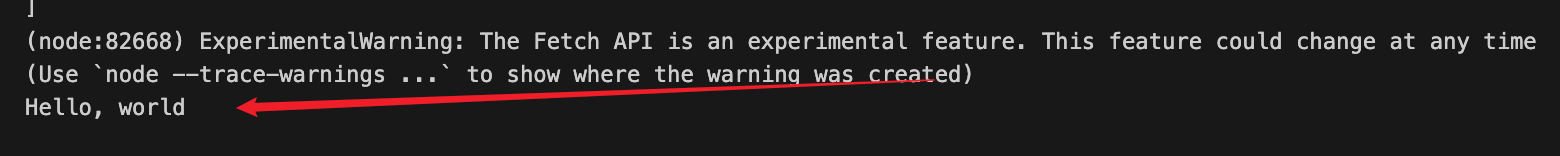 ]
(node:82668) ExperimentalWarning: The Fetch API is an experimental feature. This feature could change at any time
(Use `node --trace-warnings ...` to show where the warning was created)
Hello, world